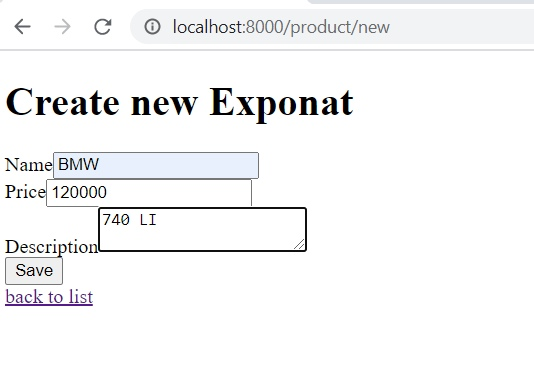 localhost:8000/product/new
Create new Exponat
Name BMW
Price 120000
Description 740 LI
Save
back to list